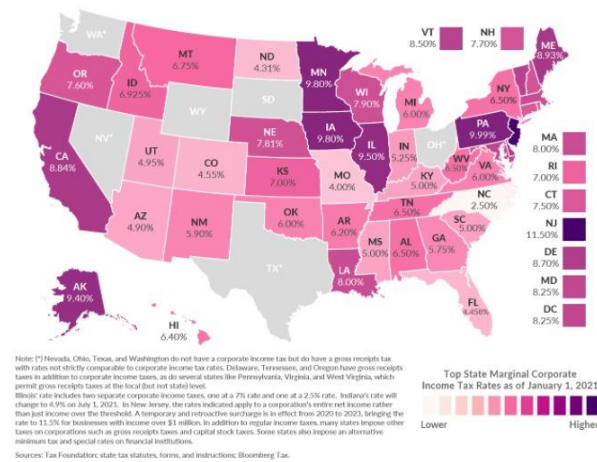 WA*
VT
8.50%
NH
7.70%
ME
8.93%
MT
6.75%
ND
4.31%
MN
9.80%
OR
7.60%
ID
6.925%
WI
7.90%
NY
6.50%
SD
MI
6.00%
WY
MA
8.00%
NE
7.81%
IA
9.80%
PA
9.99%
NV*
RI
7.00%
IL
9.50%
IN
5.25%
OH*
UT
4.95%
CA
8.84%
CO
4.55%
WV
6.50%
VA
6.00%
CT
7.50%
KS
7.00%
MO
4.00%
KY
5.00%
NC
2.50%
NJ
11.50%
TN
6.50%
AZ
4.90%
NM
5.90%
OK
6.00%
AR
6.20%
SC
5.00%
DE
8.70%
MS
5.00%
AL
6.50%
GA
5.75%
MD
8.25%
TX*
LA
8.00%
AK
9.40%
DC
8.25%
FL
4.458%
HI
6.40%
Note: (*) Nevada, Ohio, Texas, and Washington do not have a corporate income tax but do have a gross receipts tax
with rates not strictly comparable to corporate income tax rates. Delaware, Tennessee, and Oregon have gross receipts
taxes in addition to corporate income taxes, as do several states like Pennsylvania, Virginia, and West Virginia, which
permit gross receipts taxes at the local (but not state) level.
Illinois' rate includes two separate corporate income taxes, one at a 7% rate and one at a 2.5% rate. Indiana's rate will
change to 4.9% on July 1, 2021. In New Jersey, the rates indicated apply to a corporation's entire net income rather
than just income over the threshold. A temporary and retroactive surcharge is in effect from 2020 to 2023, bringing the
rate to 11.5% for businesses with income over $1 million. In addition to regular income taxes, many states impose other
taxes on corporations such as gross receipts taxes and capital stock taxes. Some states also impose an alternative
minimum tax and special rates on financial institutions.
Sources: Tax Foundation; state tax statutes, forms, and instructions; Bloomberg Tax.
Top State Marginal Corporate
Income Tax Rates as of January 1, 2021
Lower
Higher